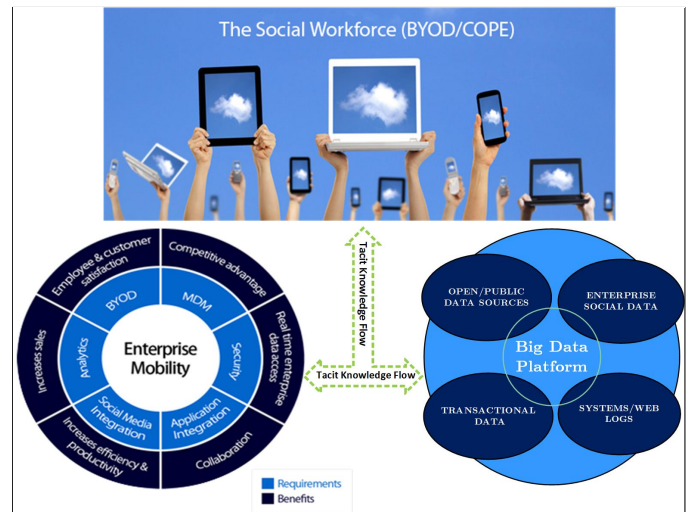 The Social Workforce (BYOD/COPE)
Tacit Knowledge Flow
Employee & customer
satisfaction
Competitive advantage
Real time enterprise
data access
Collaboration
Increases efficiency &
productivity
Increases sales
BYOD
MDM
Security
Application
Integration
Social Media
Integration
Analytics
Enterprise
Mobility
Tacit Knowledge Flow
OPEN/PUBLIC
DATA SOURCES
ENTERPRISE
SOCIAL DATA
Big Data
Platform
TRANSACTIONAL
DATA
SYSTEMS/WEB
LOGS
Requirements
Benefits